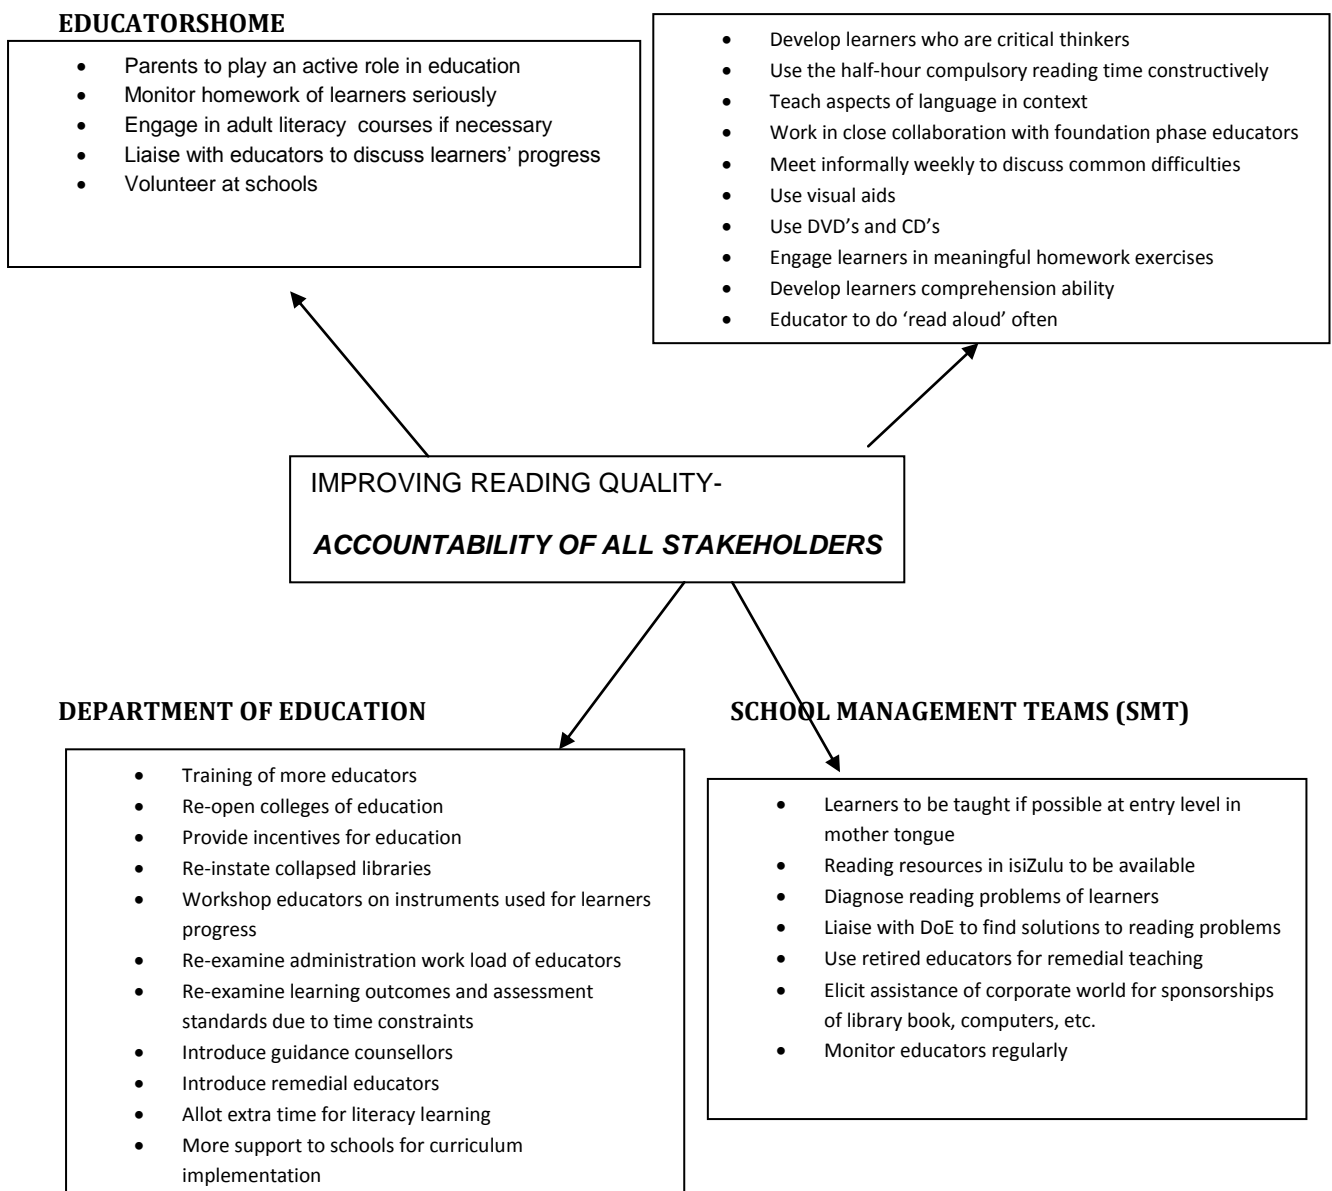 EDUCATORSHOME
• Parents to play an active role in education
• Monitor homework of learners seriously
• Engage in adult literacy courses if necessary
• Liaise with educators to discuss learners’ progress
• Volunteer at schools
• Develop learners who are critical thinkers
• Use the half-hour compulsory reading time constructively
• Teach aspects of language in context
• Work in close collaboration with foundation phase educators
• Meet informally weekly to discuss common difficulties
• Use visual aids
• Use DVD’s and CD’s
• Engage learners in meaningful homework exercises
• Develop learners comprehension ability
• Educator to do ‘read aloud’ often
IMPROVING READING QUALITY-
ACCOUNTABILITY OF ALL STAKEHOLDERS
DEPARTMENT OF EDUCATION
• Training of more educators
• Re-open colleges of education
• Provide incentives for education
• Re-instate collapsed libraries
• Workshop educators on instruments used for learners
progress
• Re-examine administration work load of educators
• Re-examine learning outcomes and assessment
standards due to time constraints
• Introduce guidance counsellors
• Introduce remedial educators
• Allot extra time for literacy learning
• More support to schools for curriculum
implementation
SCHOOL MANAGEMENT TEAMS (SMT)
• Learners to be taught if possible at entry level in
mother tongue
• Reading resources in isiZulu to be available
• Diagnose reading problems of learners
• Liaise with DoE to find solutions to reading problems
• Use retired educators for remedial teaching
• Elicit assistance of corporate world for sponsorships
of library book, computers, etc.
• Monitor educators regularly